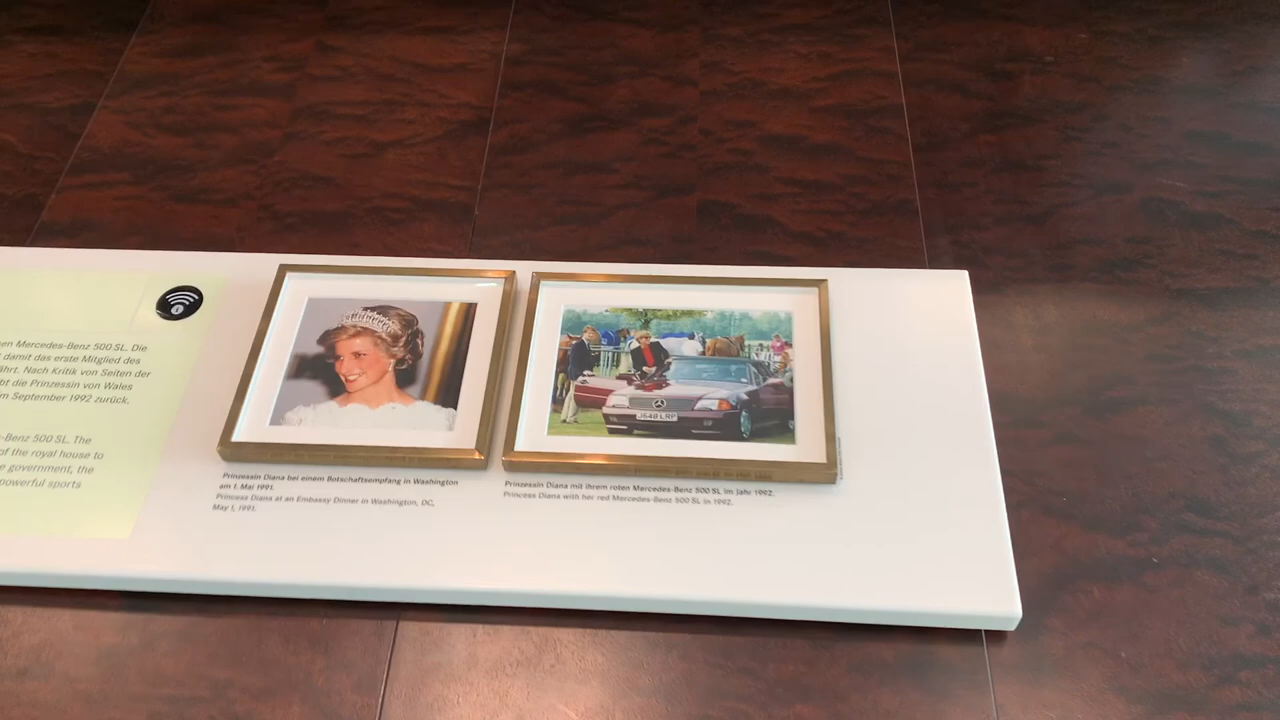 en Mercedes-Benz 500 SL. Die
damit das erste Mitglied des
ährt. Nach Kritik von Seiten der
bt die Prinzessin von Wales
m September 1992 zurück,
-Benz 500 SL. The
of the royal house to
e government, the
powerful sports
Prinzessin Diana bei einem Botschaftsempfang in Washington
am 1. Mai 1991.
Princess Diana at an Embassy Dinner in Washington, DC,
May 1, 1991.
J648 LRP
Prinzessin Diana mit ihrem roten Mercedes-Benz 500 SL im Jahr 1992.
Princess Diana with her red Mercedes-Benz 500 SL in 1992.